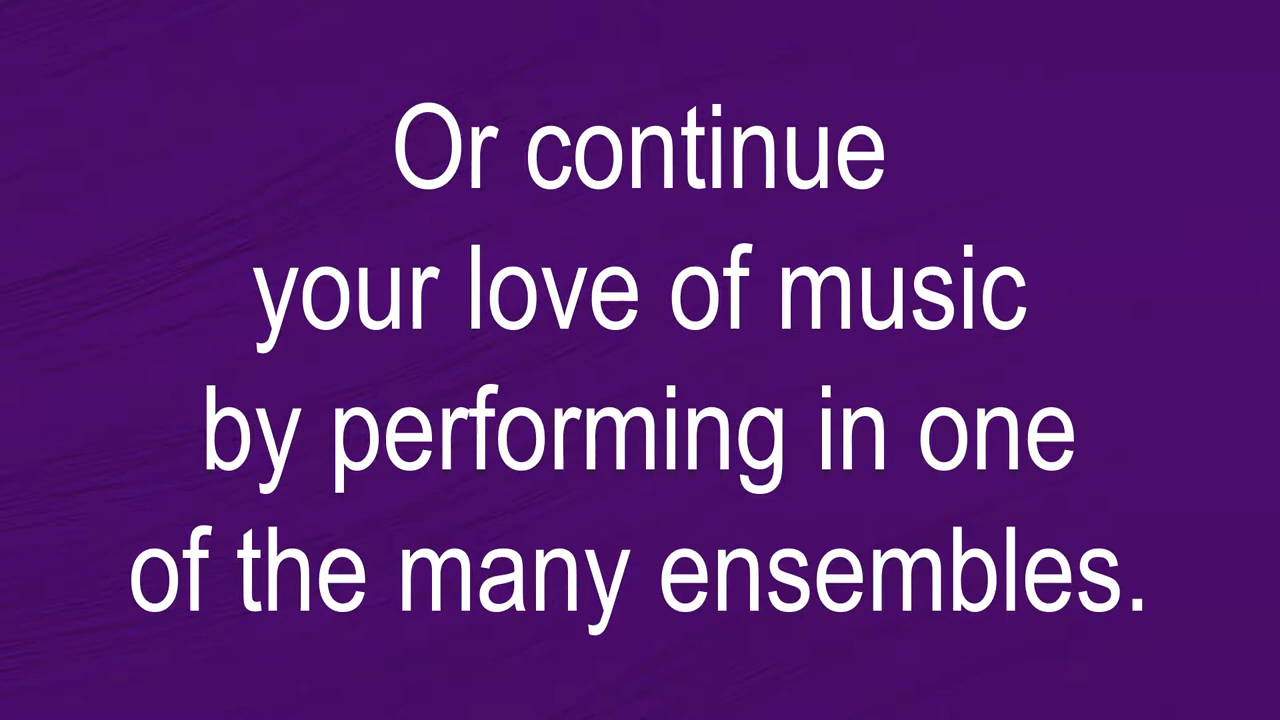 Or continue
your love of music
by performing in one
of the many ensembles.